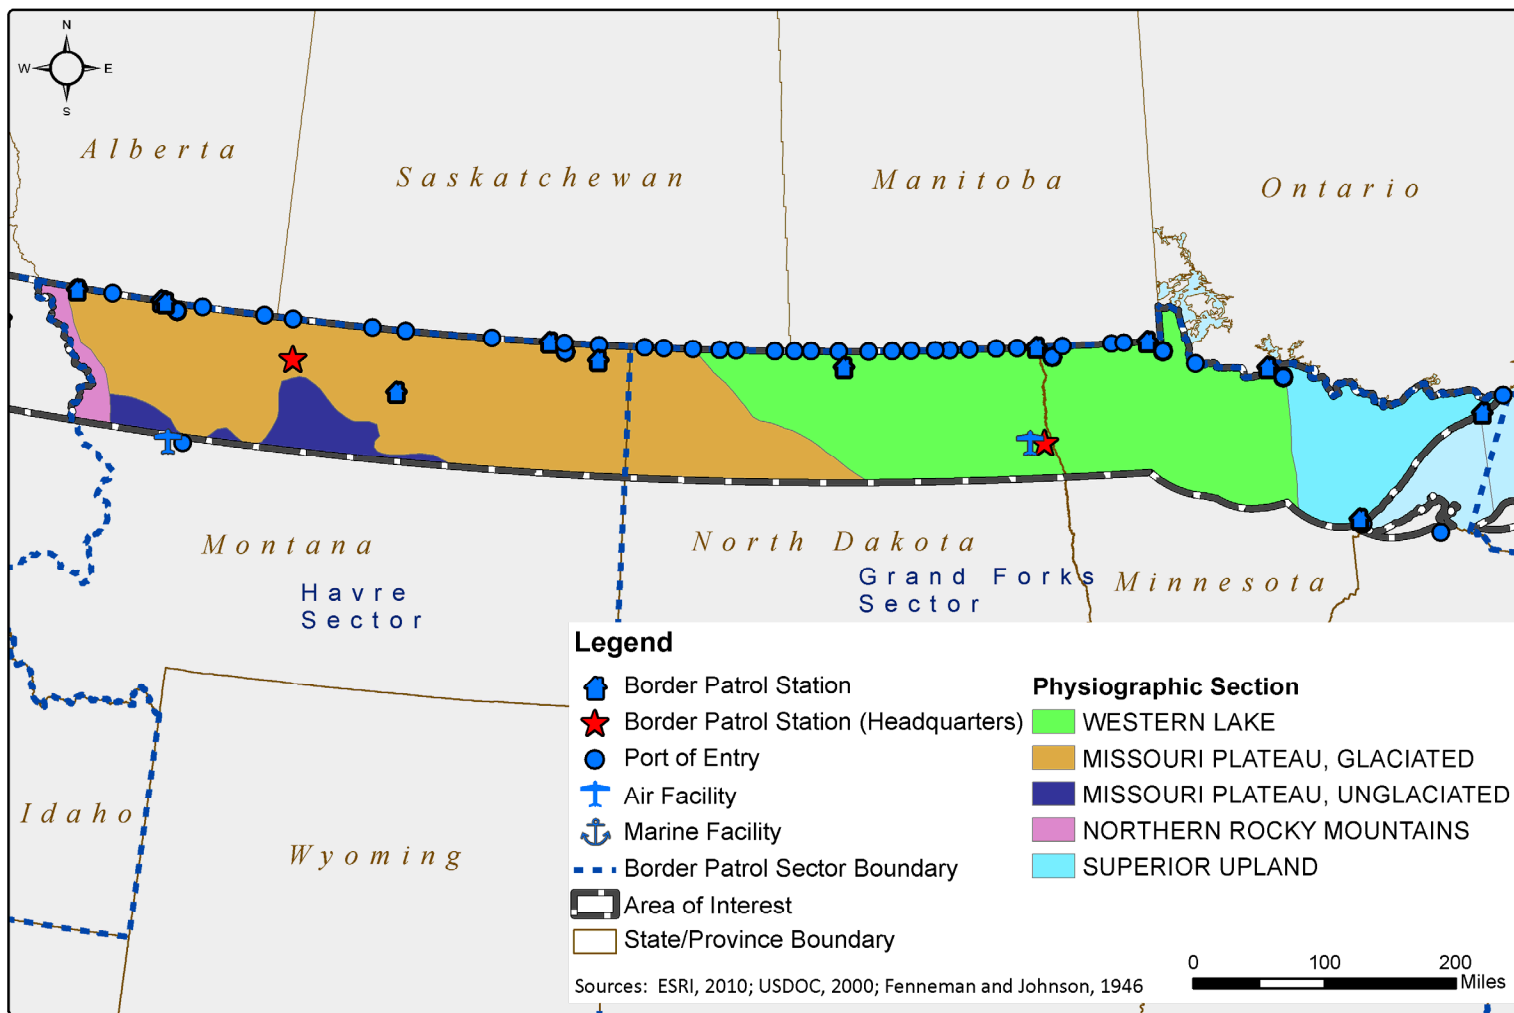 N
W E
S
Alberta
Saskatchewan
Manitoba
Ontario
Montana
North Dakota
Minnesota
Havre
Sector
Grand Forks
Sector
Idaho
Wyoming
Legend
Border Patrol Station
Border Patrol Station (Headquarters)
Port of Entry
Air Facility
Marine Facility
Border Patrol Sector Boundary
Area of Interest
State/Province Boundary
Physiographic Section
WESTERN LAKE
MISSOURI PLATEAU, GLACIATED
MISSOURI PLATEAU, UNGLACIATED
NORTHERN ROCKY MOUNTAINS
SUPERIOR UPLAND
0 100 200
Miles
Sources: ESRI, 2010; USDOC, 2000; Fenneman and Johnson, 1946